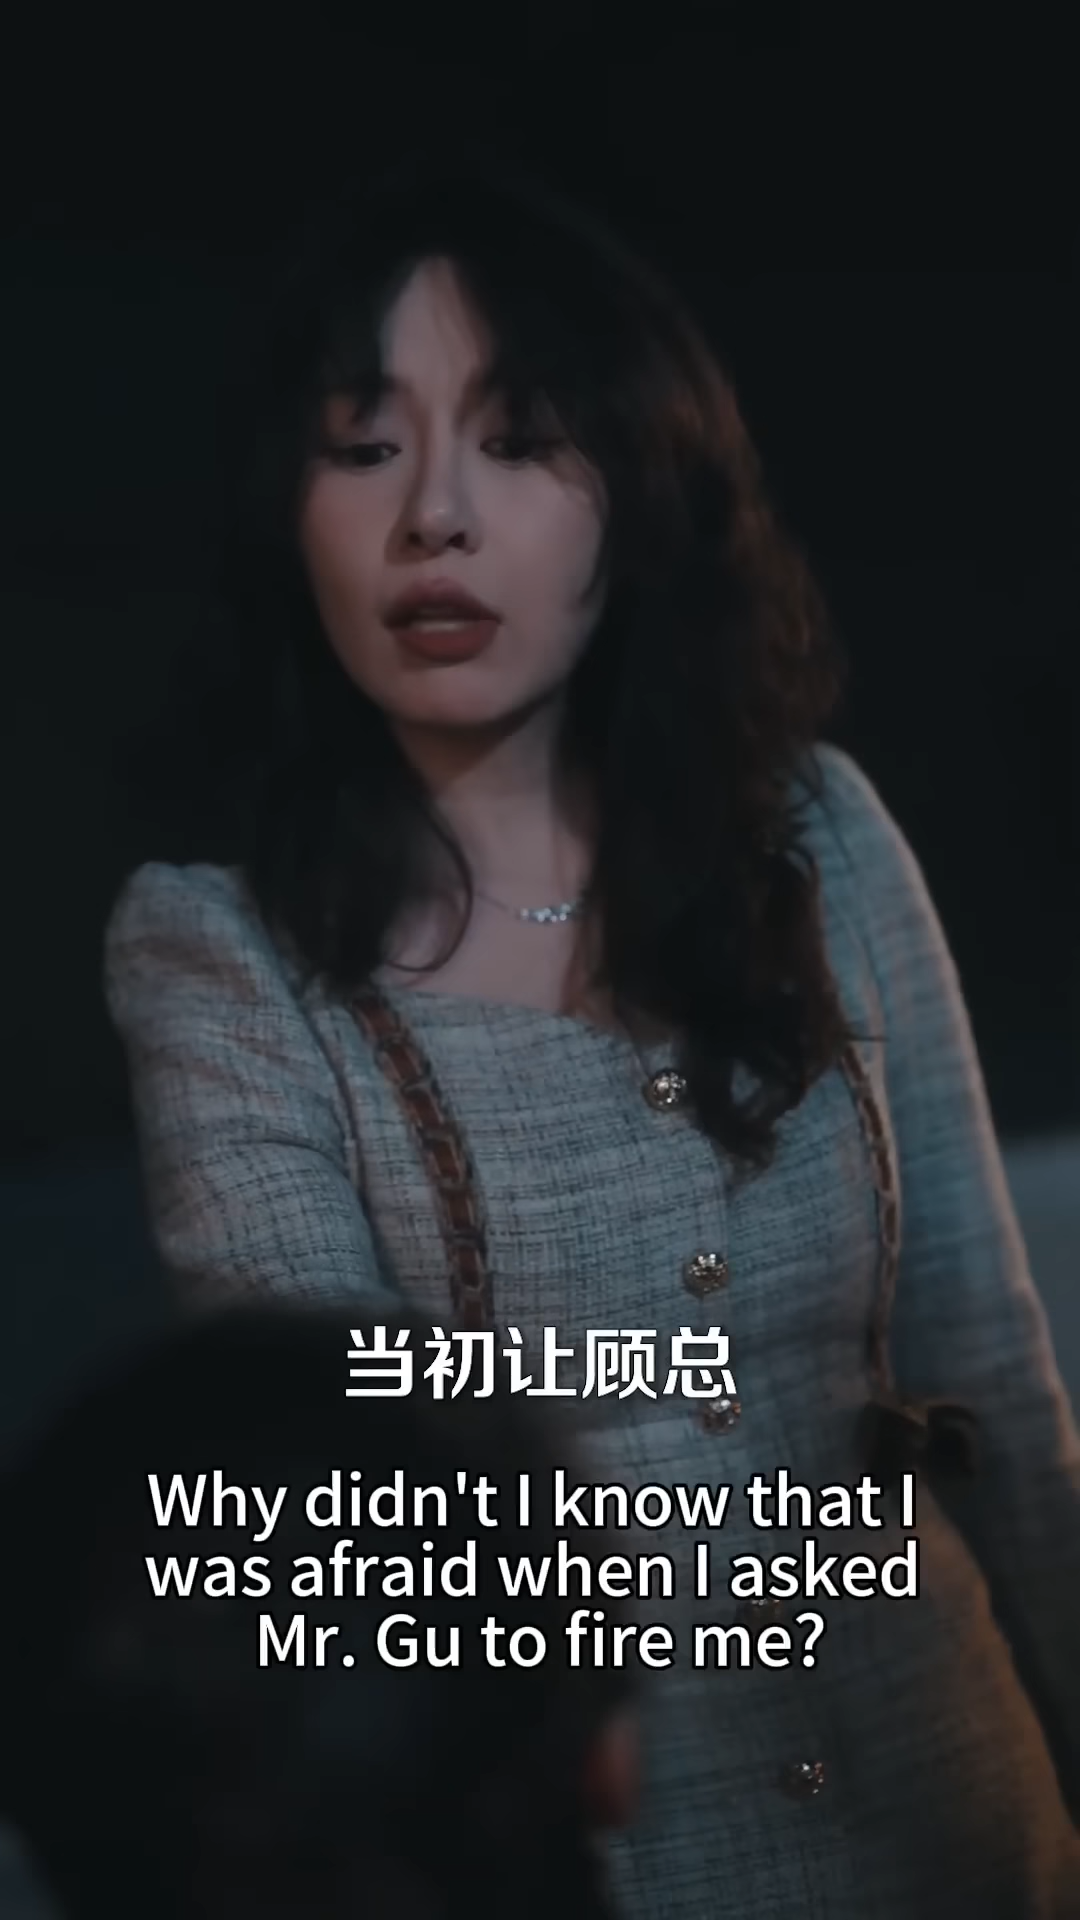 当初让顾总
Why didn't I know that I
was afraid when I asked
Mr. Gu to fire me?